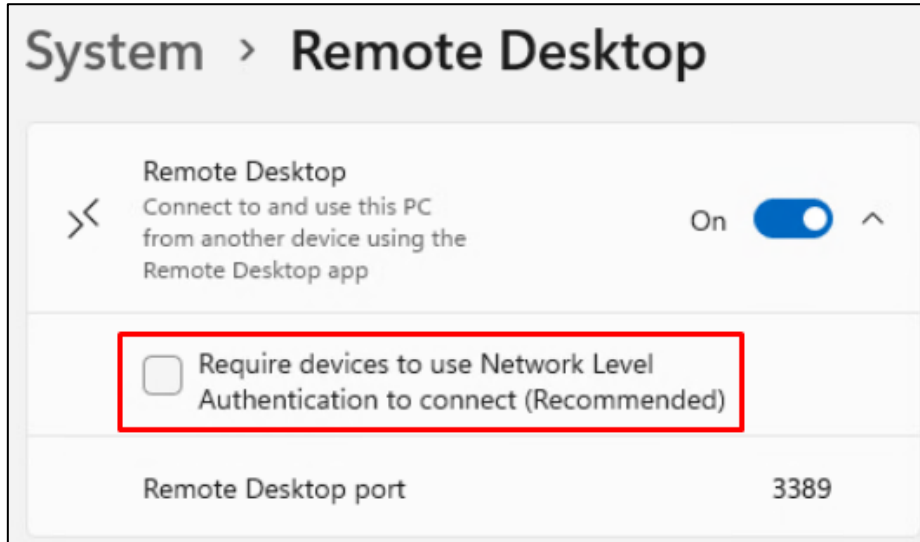 System > Remote Desktop
Remote Desktop
Connect to and use this PC
from another device using the
Remote Desktop app
On
Require devices to use Network Level
Authentication to connect (Recommended)
Remote Desktop port 3389